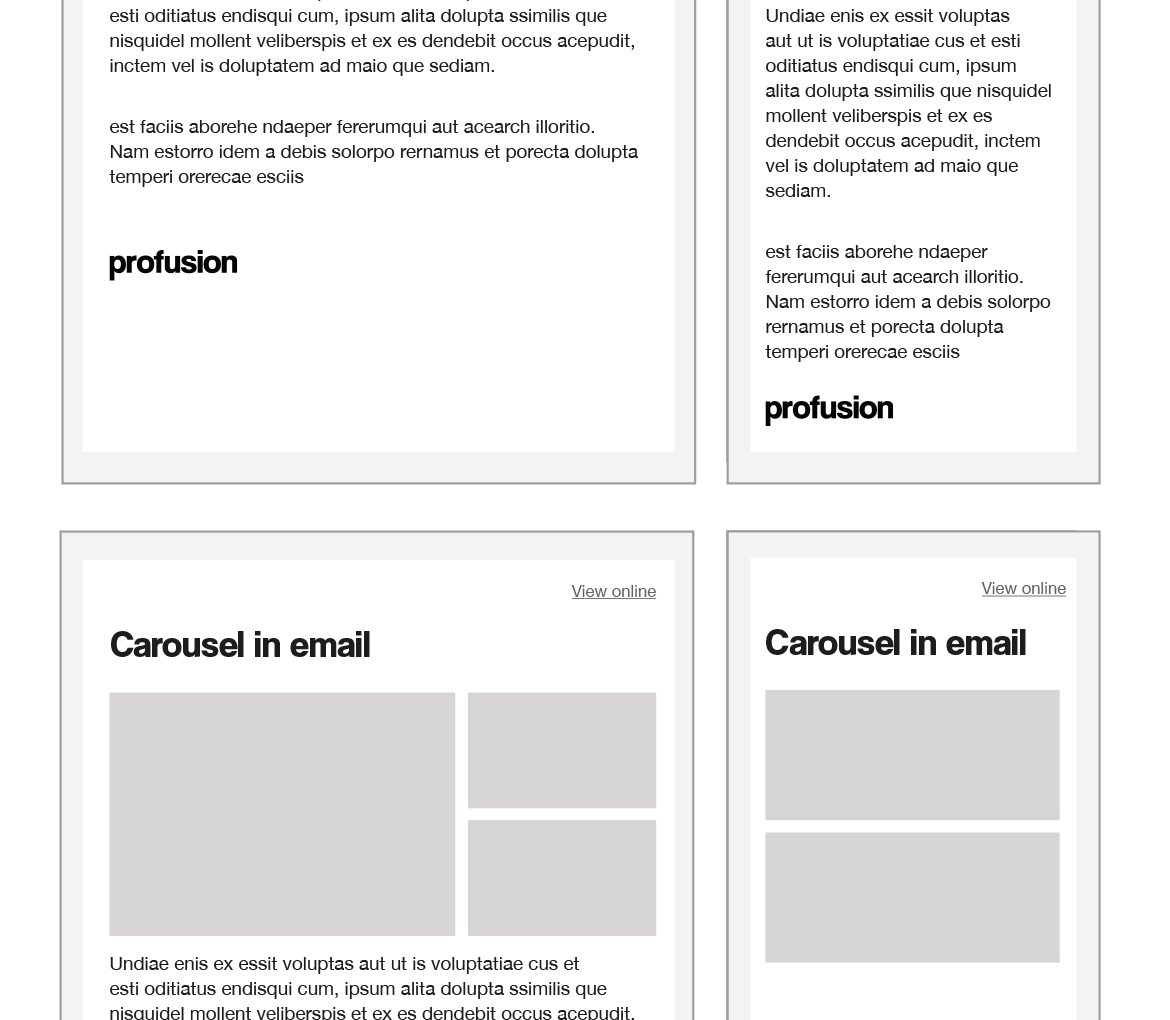 esti oditiatus endisqui cum, ipsum alita dolupta ssimilis que
nisquidel mollent veliberspis et ex es dendebit occus acepudit,
inctem vel is doluptatem ad maio que sediam.
est faciis aborehe ndaeper fererumqui aut acearch illoritio.
Nam estorro idem a debis solorpo rernamus et porecta dolupta
temperi orerecae esciis
profusion
Undiae enis ex essit voluptas
aut ut is voluptatiae cus et esti
oditiatus endisqui cum, ipsum
alita dolupta ssimilis que nisquidel
mollent veliberspis et ex es
dendebit occus acepudit, inctem
vel is doluptatem ad maio que
sediam.
est faciis aborehe ndaeper
fererumqui aut acearch illoritio.
Nam estorro idem a debis solorpo
rernamus et porecta dolupta
temperi orerecae esciis
profusion
View online
Carousel in email
Undiae enis ex essit voluptas aut ut is voluptatiae cus et
esti oditiatus endisqui cum, ipsum alita dolupta ssimilis que
nisquidel mollent veliberspis et ex es dendebit occus acepudit,
View online
Carousel in email